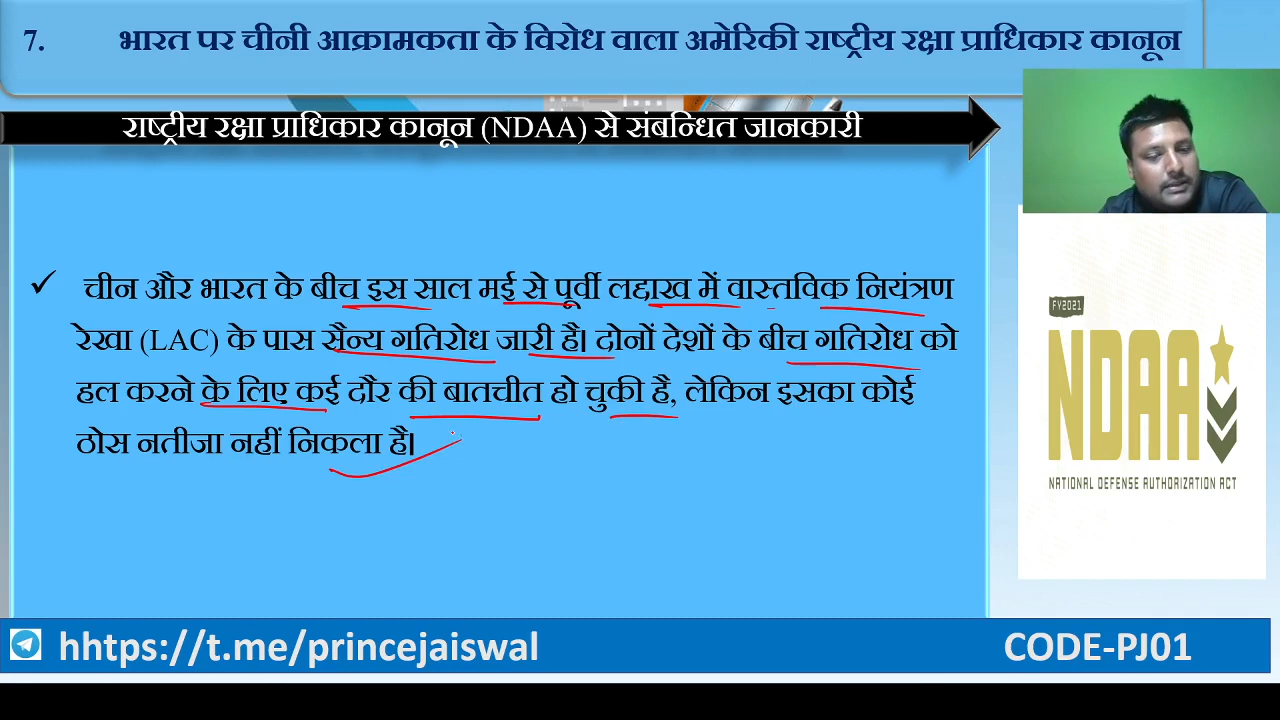 7. भारत पर चीनी आक्रामकता के विरोध वाला अमेरिकी राष्ट्रीय रक्षा प्राधिकार कानून
राष्ट्रीय रक्षा प्राधिकार कानून (NDAA) से संबन्धित जानकारी
✓ चीन और भारत के बीच इस साल मई से पूर्वी लद्दाख में वास्तविक नियंत्रण
रेखा (LAC) के पास सैन्य गतिरोध जारी है। दोनों देशों के बीच गतिरोध को
हल करने के लिए कई दौर की बातचीत हो चुकी है, लेकिन इसका कोई
ठोस नतीजा नहीं निकला है।
FY2021
NDAA
NATIONAL DEFENSE AUTHORIZATION ACT
hhtps://t.me/princejaiswal
CODE-PJ01